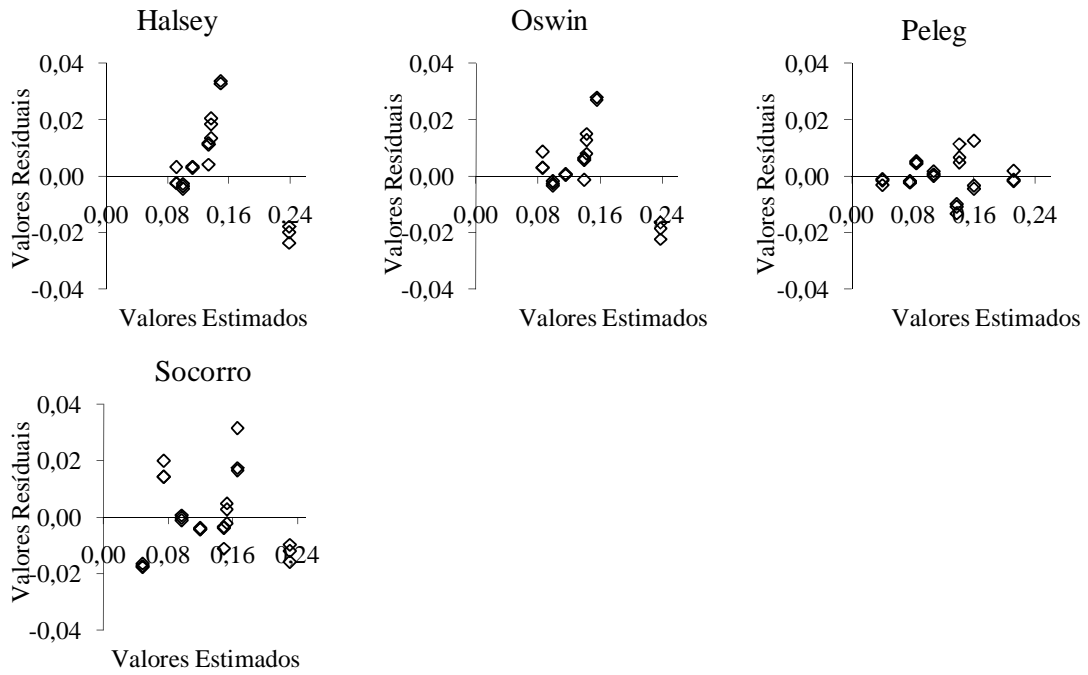 Halsey
0,04
0,02
0,00
-0,02
-0,04
0,00 0,08 0,16 0,24
Valores Resíduais
Valores Estimados
Oswin
0,04
0,02
0,00
-0,02
-0,04
0,00 0,08 0,16 0,24
Valores Resíduais
Valores Estimados
Peleg
0,04
0,02
0,00
-0,02
-0,04
0,00 0,08 0,16 0,24
Valores Resíduais
Valores Estimados
Socorro
0,04
0,02
0,00
-0,02
-0,04
0,00 0,08 0,16 0,24
Valores Resíduais
Valores Estimados